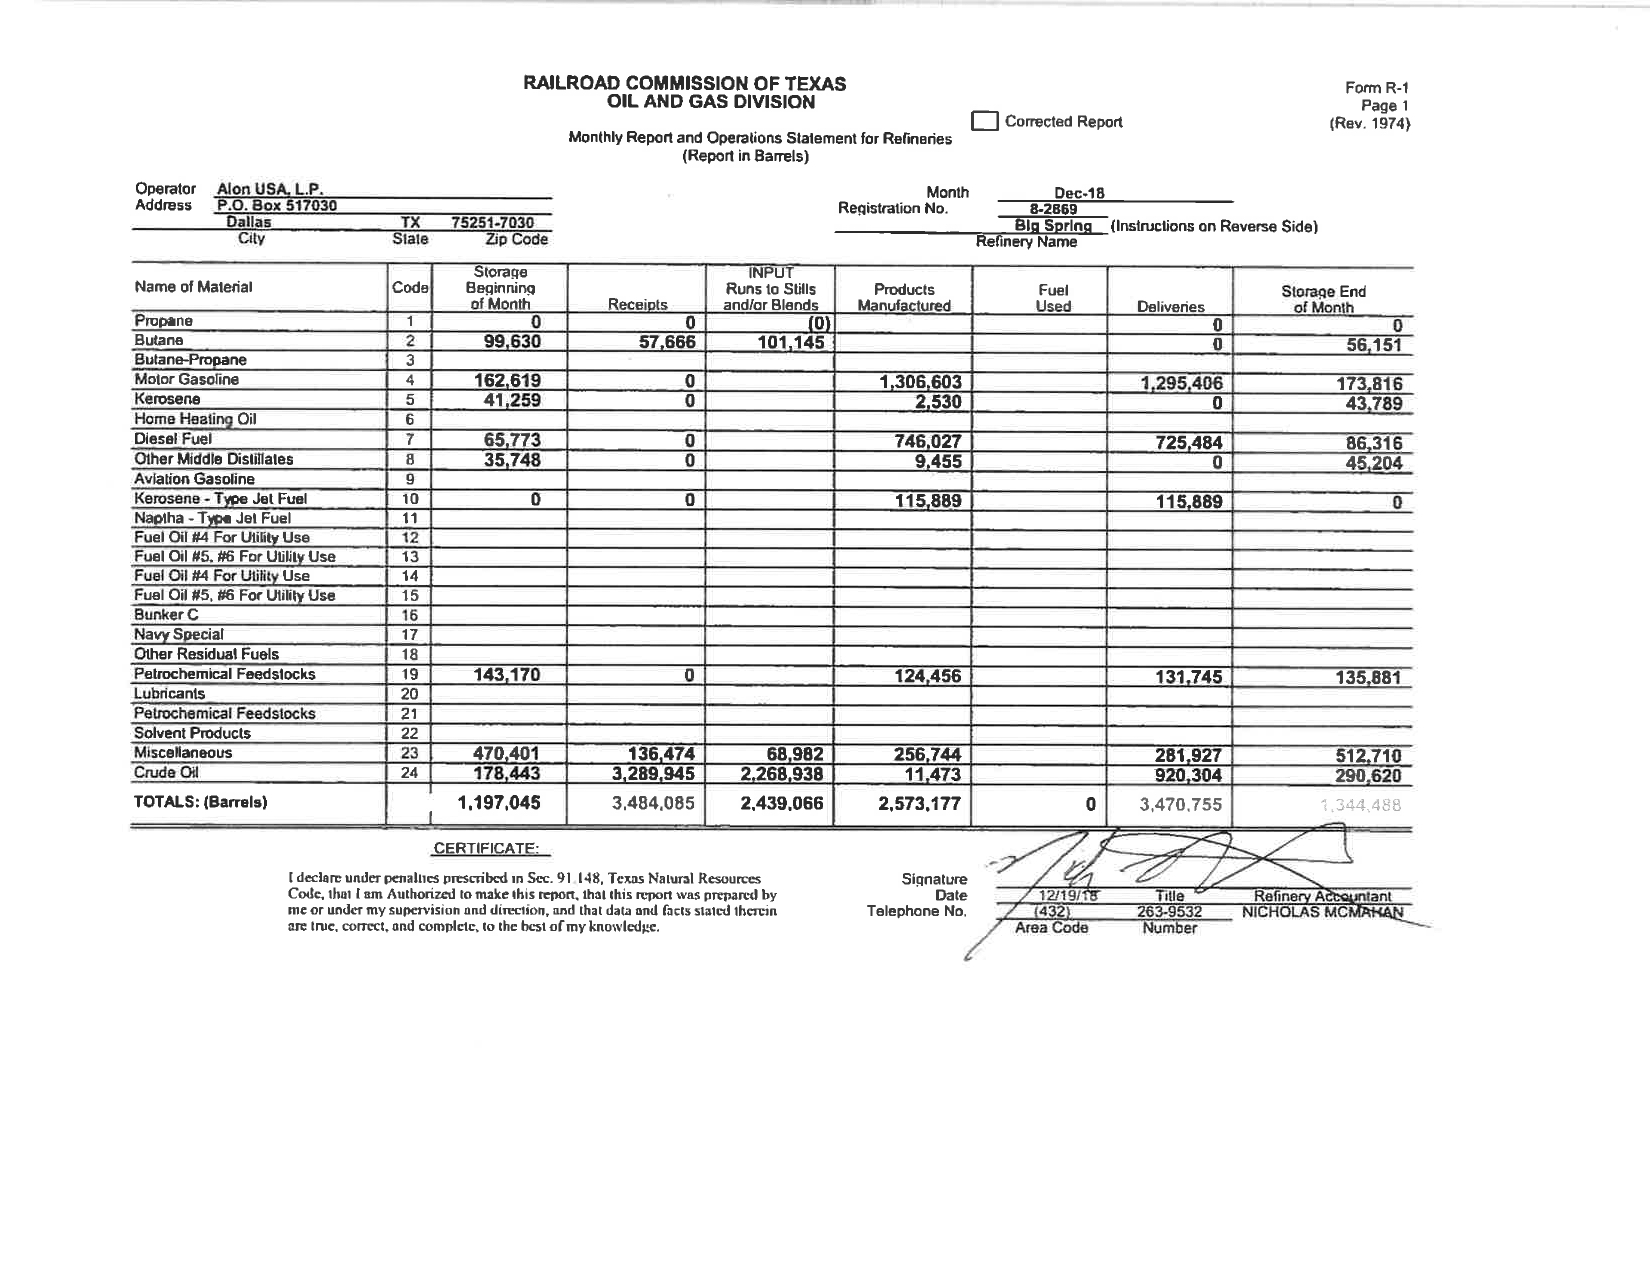 RAILROAD COMMISSION OF TEXAS
OIL AND GAS DIVISION
Form R-1
Page 1
(Rev. 1974)
Corrected Report
Monthly Report and Operations Statement for Refineries
(Report in Barrels)
Operator Alon USA, L.P.
Address P.O. Box 517030
Dallas TX 75251-7030
City State Zip Code
Month Dec-18
Registration No. 8-2869
Big Spring (Instructions on Reverse Side)
Refinery Name
Name of Material Code Storage Beginning of Month Receipts INPUT Runs to Stills and/or Blends Products Manufactured Fuel Used Deliveries Storage End of Month
Propane 1 0 0 (0) 0 0
Butane 2 99,630 57,666 101,145 0 56,151
Butane-Propane 3
Motor Gasoline 4 162,619 0 1,306,603 1,295,406 173,816
Kerosene 5 41,259 0 2,530 0 43,789
Home Heating Oil 6
Diesel Fuel 7 65,773 0 746,027 725,484 86,316
Other Middle Distillates 8 35,748 0 9,455 0 45,204
Aviation Gasoline 9
Kerosene - Type Jet Fuel 10 0 0 115,889 115,889 0
Naptha - Type Jet Fuel 11
Fuel Oil #4 For Utility Use 12
Fuel Oil #5, #6 For Utility Use 13
Fuel Oil #4 For Utility Use 14
Fuel Oil #5, #6 For Utility Use 15
Bunker C 16
Navy Special 17
Other Residual Fuels 18
Petrochemical Feedstocks 19 143,170 0 124,456 131,745 135,881
Lubricants 20
Petrochemical Feedstocks 21
Solvent Products 22
Miscellaneous 23 470,401 136,474 68,982 256,744 281,927 512,710
Crude Oil 24 178,443 3,289,945 2,268,938 11,473 920,304 290,620
TOTALS: (Barrels) 1,197,045 3,484,085 2,439,066 2,573,177 0 3,470,755 1,344,488
CERTIFICATE:
I declare under penalties prescribed in Sec. 91.148, Texas Natural Resources
Code, that I am Authorized to make this report, that this report was prepared by
me or under my supervision and direction, and that data and facts stated therein
are true, correct, and complete, to the best of my knowledge.
Signature
Date 12/19/18 Title Refinery Accountant
Telephone No. (432) 263-9532 NICHOLAS MCMAHAN
Area Code Number